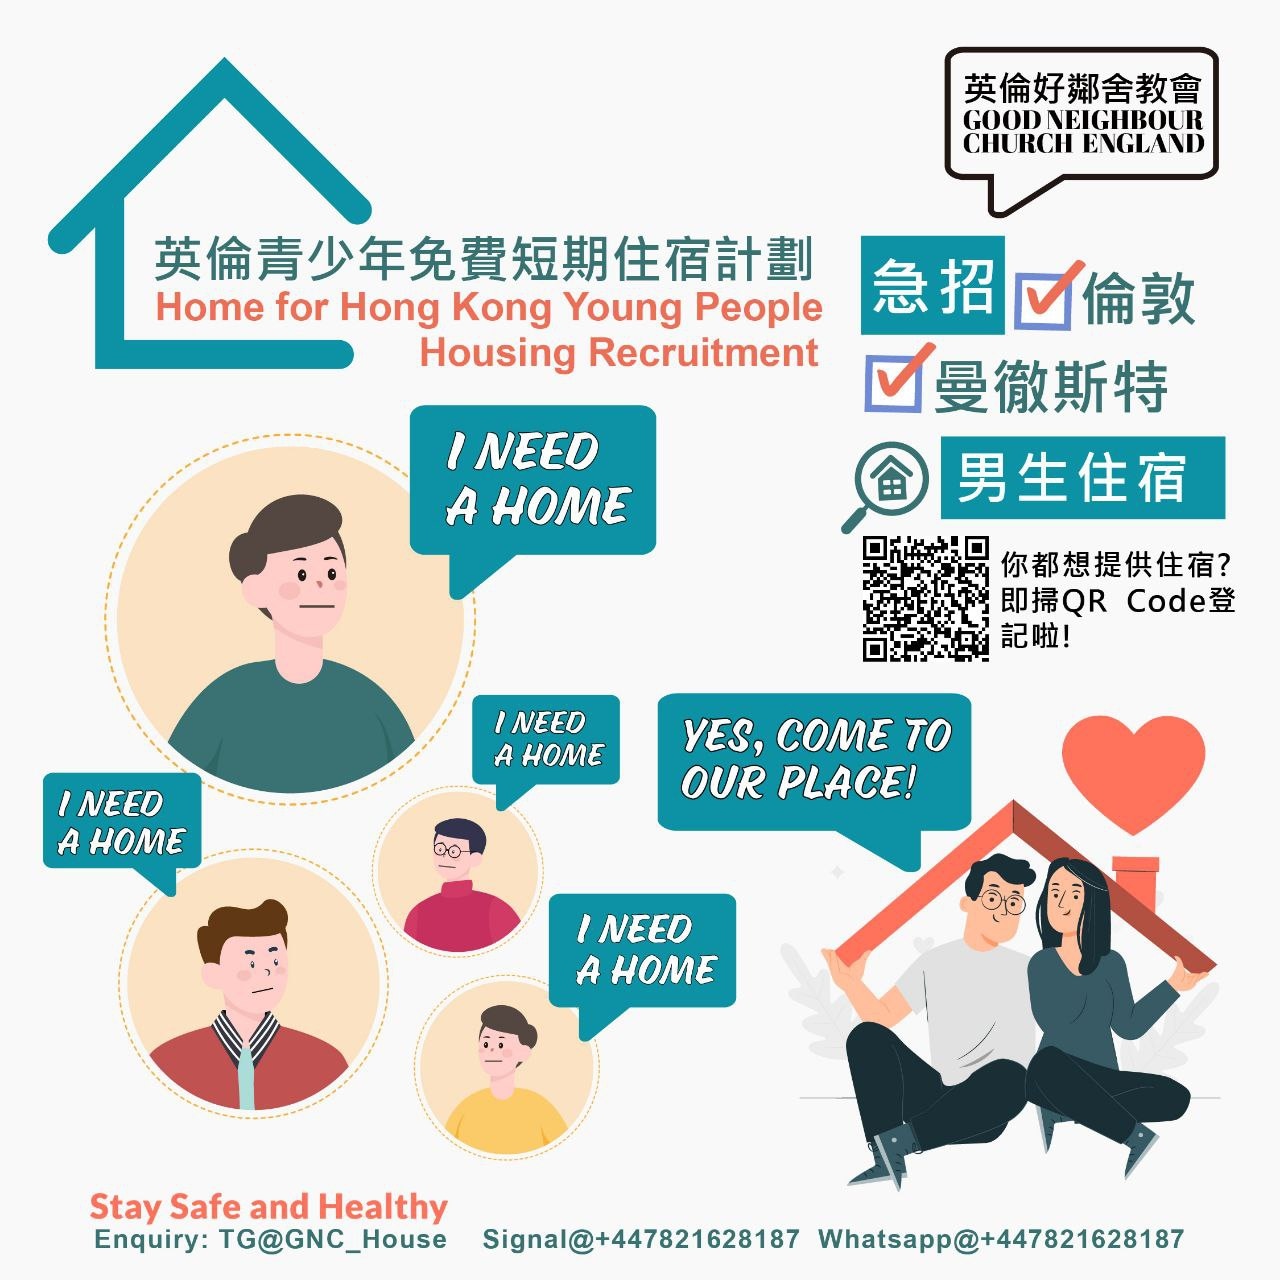 英倫好鄰舍教會
GOOD NEIGHBOUR
CHURCH ENGLAND
英倫青少年免費短期住宿計劃
Home for Hong Kong Young People
Housing Recruitment
急招 倫敦
曼徹斯特
男生住宿
你都想提供住宿?
即掃QR Code登
記啦!
I NEED
A HOME
I NEED
A HOME
YES, COME TO
OUR PLACE!
I NEED
A HOME
I NEED
A HOME
Stay Safe and Healthy
Enquiry: TG@GNC_House Signal@+447821628187 Whatsapp@+447821628187